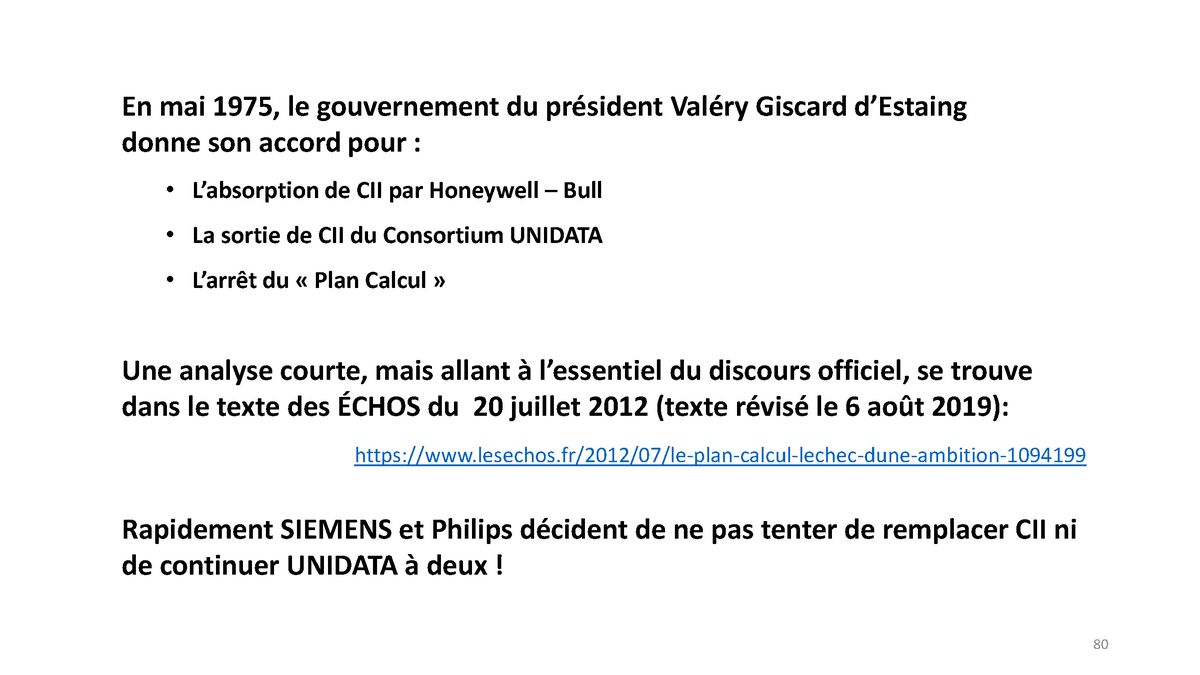 En mai 1975, le gouvernement du président Valéry Giscard d’Estaing
donne son accord pour :
• L’absorption de CII par Honeywell – Bull
• La sortie de CII du Consortium UNIDATA
• L’arrêt du « Plan Calcul »
Une analyse courte, mais allant à l’essentiel du discours officiel, se trouve
dans le texte des ÉCHOS du  20 juillet 2012 (texte révisé le 6 août 2019):
https://www.lesechos.fr/2012/07/le-plan-calcul-lechec-dune-ambition-1094199
Rapidement SIEMENS et Philips décident de ne pas tenter de remplacer CII ni
de continuer UNIDATA à deux !
80